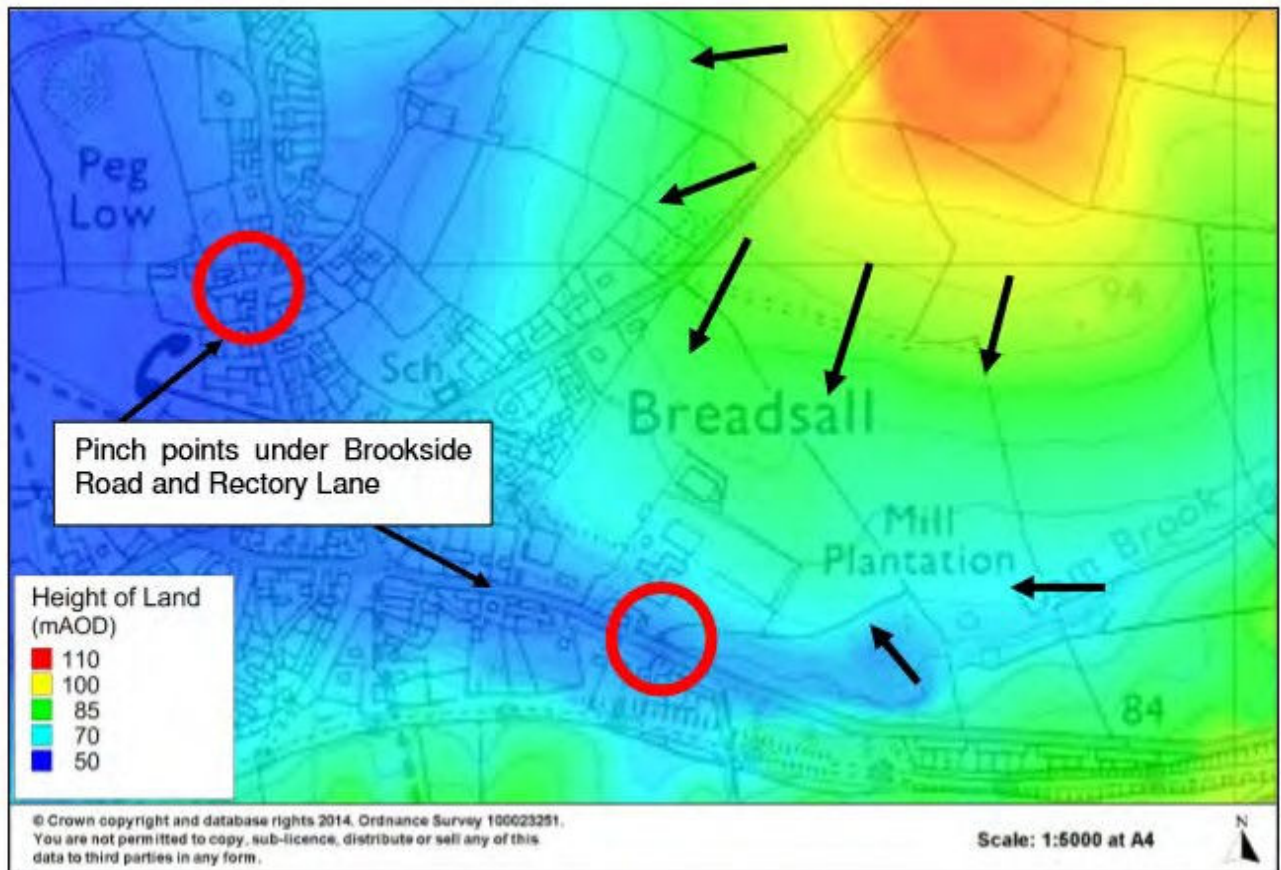 Peg
Low
Sch
94
Breadsall
Pinch points under Brookside
Road and Rectory Lane
Mill
Plantation
Brook
84
Height of Land
(mAOD)
110
100
85
70
50
© Crown copyright and database rights 2014. Ordnance Survey 100023251.
You are not permitted to copy, sub-licence, distribute or sell any of this
data to third parties in any form.
Scale: 1:5000 at A4
N